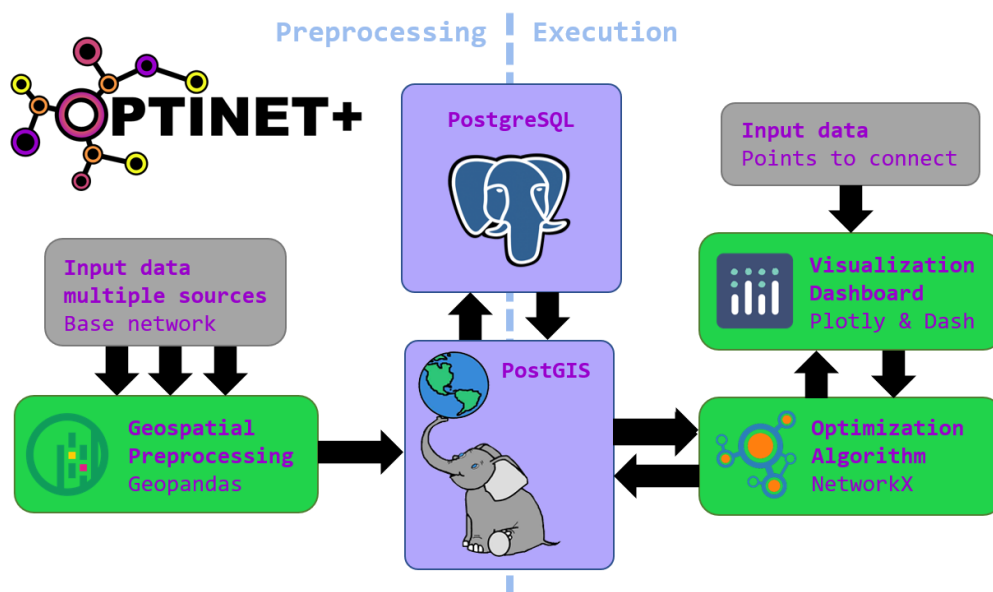 Preprocessing Execution
OPTINET+
PostgreSQL
Input data
Points to connect
Input data
multiple sources
Base network
Visualization
Dashboard
Plotly & Dash
PostGIS
Geospatial
Preprocessing
Geopandas
Optimization
Algorithm
NetworkX